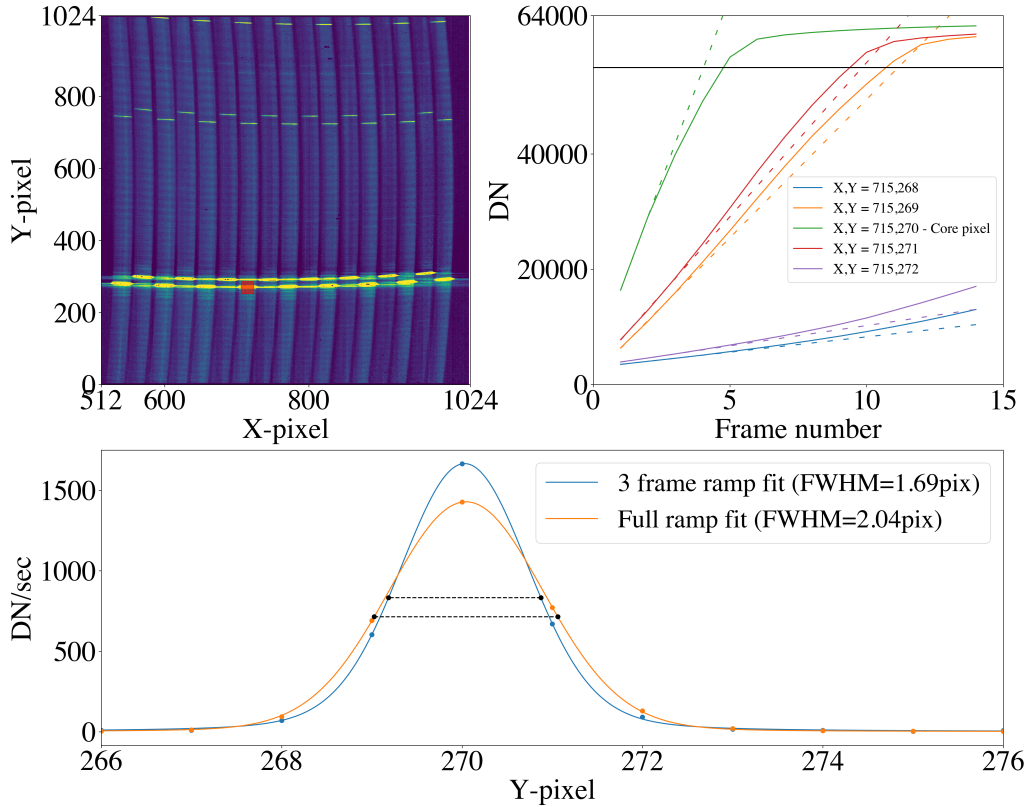 1024
800
600
400
200
0
512
600
800
1024
X-pixel
Y-pixel
64000
40000
20000
0
0
5
10
15
Frame number
DN
X,Y = 715,268
X,Y = 715,269
X,Y = 715,270 - Core pixel
X,Y = 715,271
X,Y = 715,272
1500
1000
500
0
266
268
270
272
274
276
Y-pixel
DN/sec
3 frame ramp fit (FWHM=1.69pix)
Full ramp fit (FWHM=2.04pix)